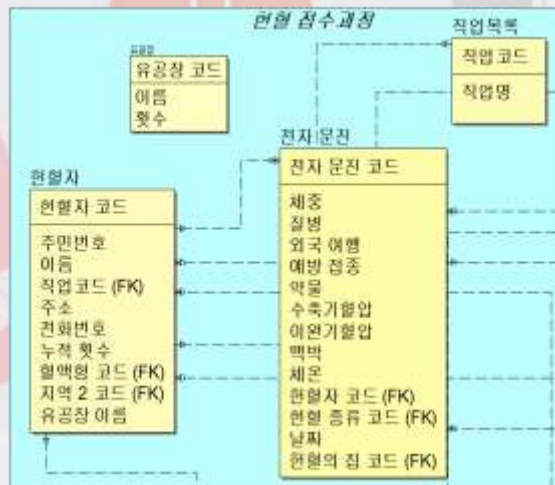 헌혈 접수과정
유공장
유공장 코드
이름
횟수
직업목록
직업 코드
직업명
전자 문진
전자 문진 코드
체중
질병
외국 여행
예방 접종
약물
수축기혈압
이완기혈압
맥박
체온
헌혈자 코드 (FK)
헌혈 종류 코드 (FK)
날짜
헌혈의 집 코드 (FK)
헌혈자
헌혈자 코드
주민번호
이름
직업코드 (FK)
주소
전화번호
누적 횟수
혈액형 코드 (FK)
지역 2 코드 (FK)
유공장 이름